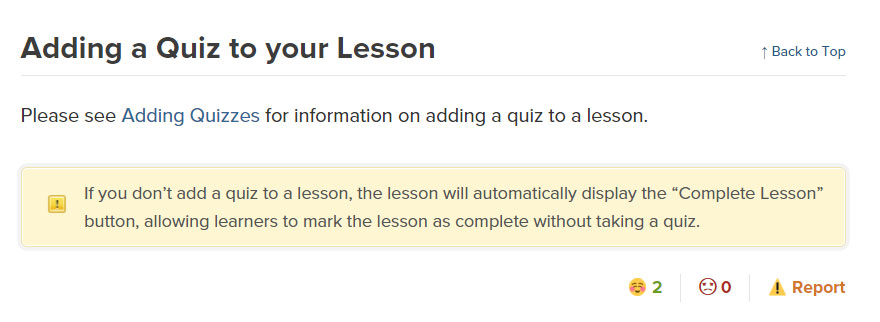 Adding a Quiz to your Lesson
↑ Back to Top
Please see Adding Quizzes for information on adding a quiz to a lesson.
If you don’t add a quiz to a lesson, the lesson will automatically display the “Complete Lesson”
button, allowing learners to mark the lesson as complete without taking a quiz.
2 0 Report